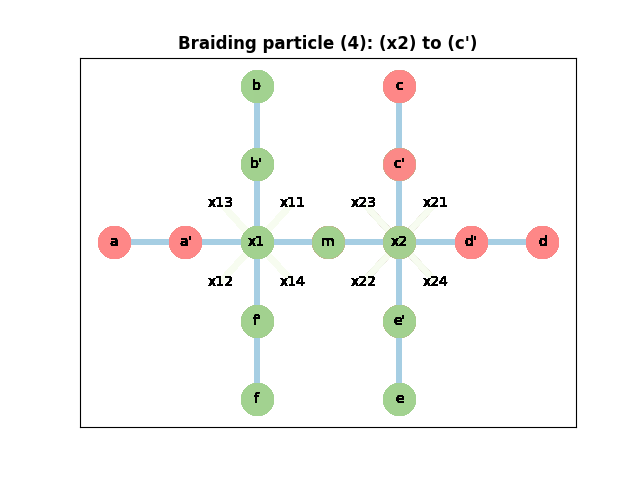 Braiding particle (4): (x2) to (c')
b c
b' c'
x13 x11 x23 x21
a a' x1 m x2 d' d
x12 x14 x22 x24
f' e'
f e